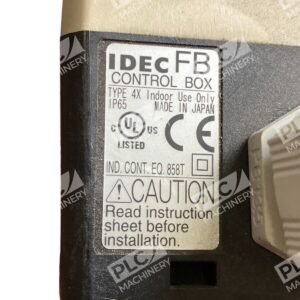 IDEC FB
CONTROL BOX
TYPE 4X Indoor Use Only
IP65 MADE IN JAPAN
C UL US
LISTED
IND. CONT. EQ. 858T
CAUTION
Read instruction
sheet before
installation.
PLC
MACHINERY